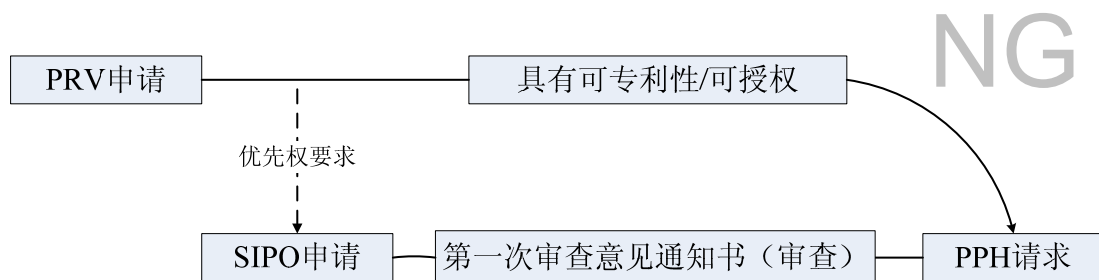 NG
PRV申请
具有可专利性/可授权
优先权要求
SIPO申请
第一次审查意见通知书（审查）
PPH请求